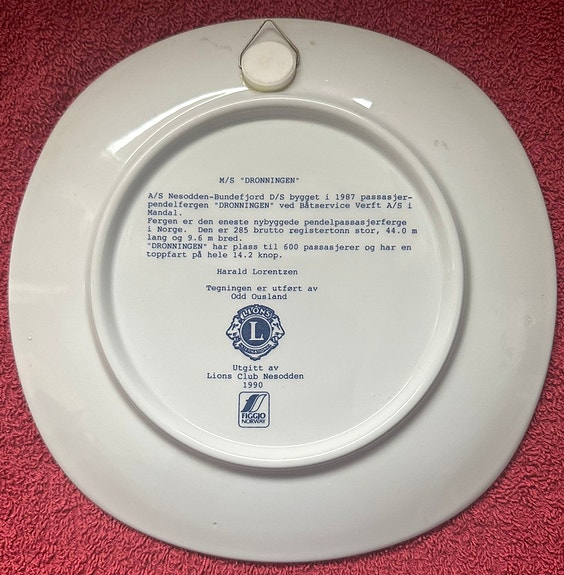 M/S "DRONNINGEN"
A/S Nesodden-Bundefjord D/S bygget i 1987 passasjer-
pendelfergen "DRONNINGEN" ved Båtservice Verft A/S i
Mandal.
Fergen er den eneste nybyggede pendelpassasjerferge
i Norge. Den er 285 brutto registertonn stor, 44.0 m
lang og 9.6 m bred.
"DRONNINGEN" har plass til 600 passasjerer og har en
toppfart på hele 14.2 knop.
Harald Lorentzen
Tegningen er utført av
Odd Ousland
LIONS
L
INTERNATIONAL
Utgitt av
Lions Club Nesodden
1990
FIGGJO
NORWAY